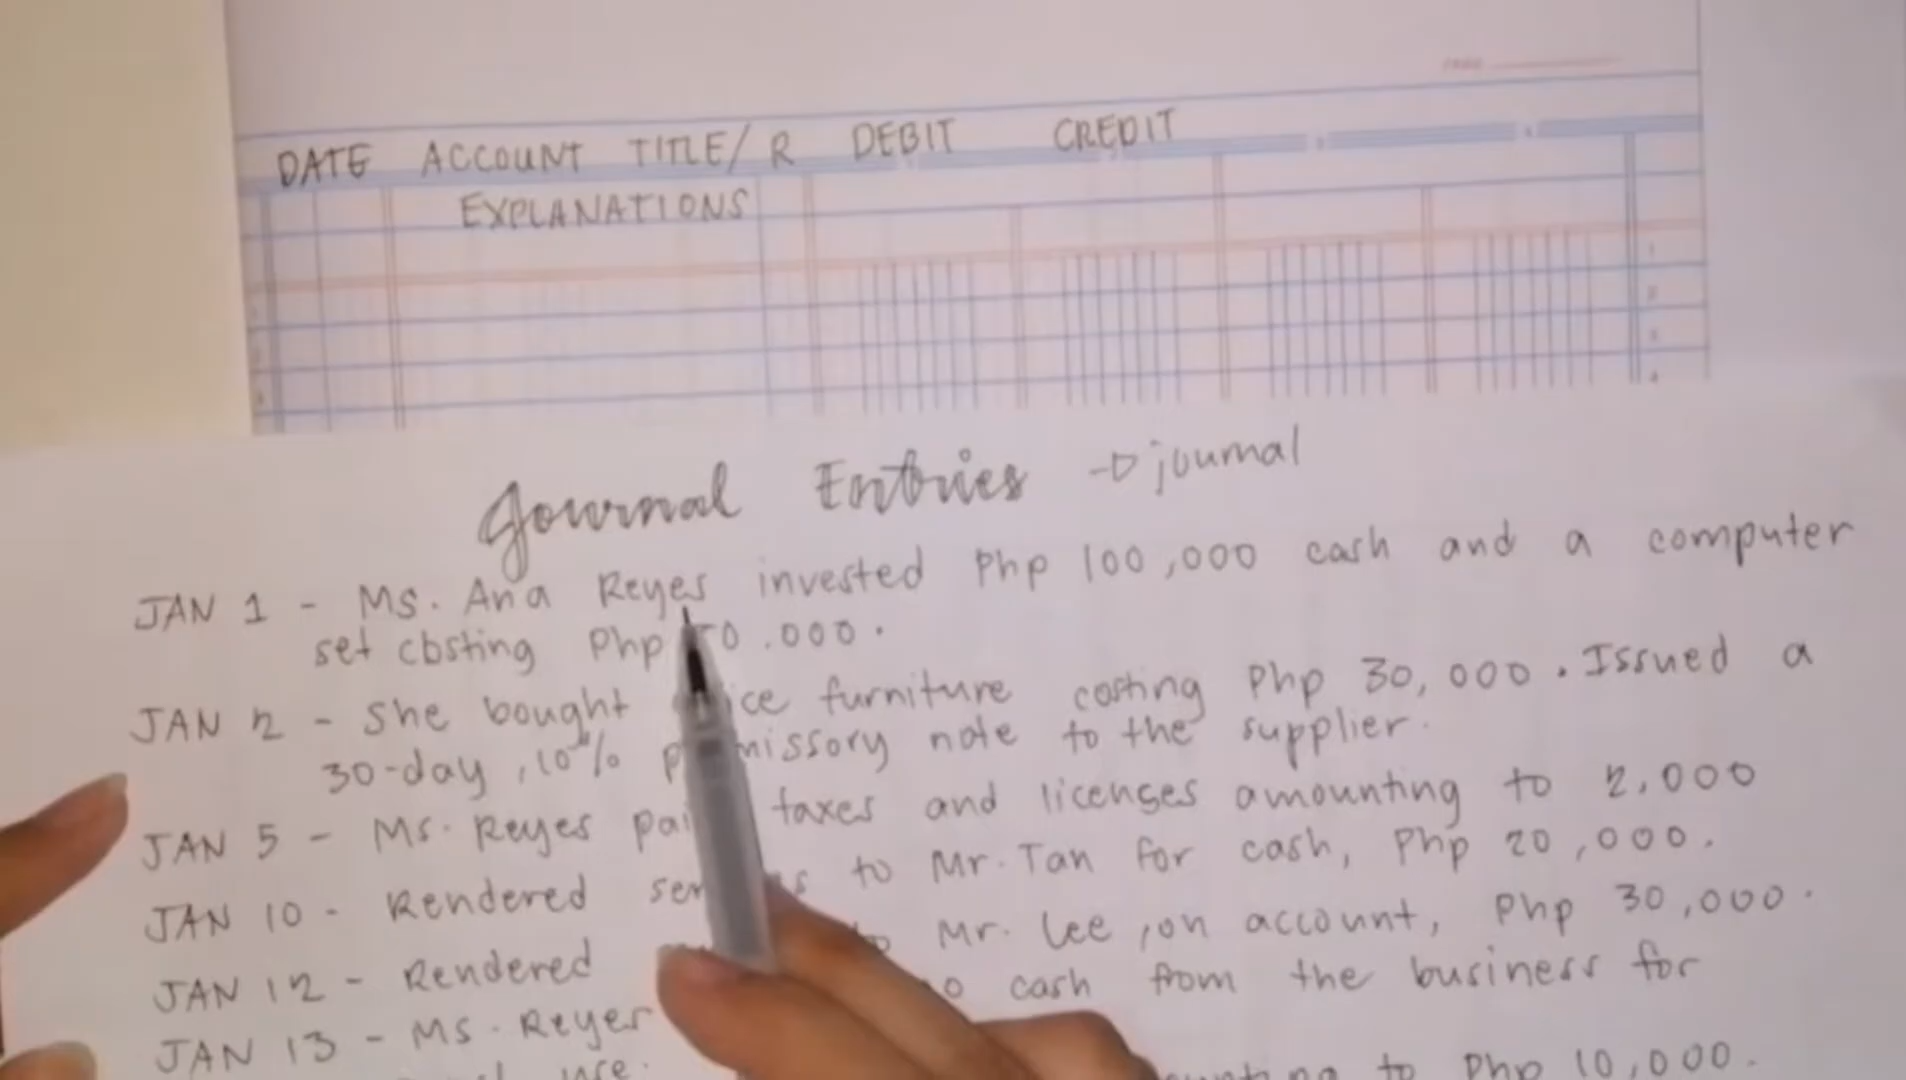 DATE ACCOUNT TITLE/ R DEBIT CREDIT
EXPLANATIONS
Journal Entries → journal
JAN 1 - Ms. Ana Reyes invested Php 100,000 cash and a computer
set costing Php 50.000.
JAN 2 - She bought furniture costing Php 30,000. Issued a
30-day, 10% note to the supplier.
JAN 5 - Ms. Reyes taxes and licenses amounting to 2,000
JAN 10 - Rendered to Mr. Tan for cash, Php 20,000.
JAN 12 - Rendered Mr. Lee, on account, Php 30,000.
JAN 13 - Ms. Reyes cash from the business for
use. to Php 10,000.